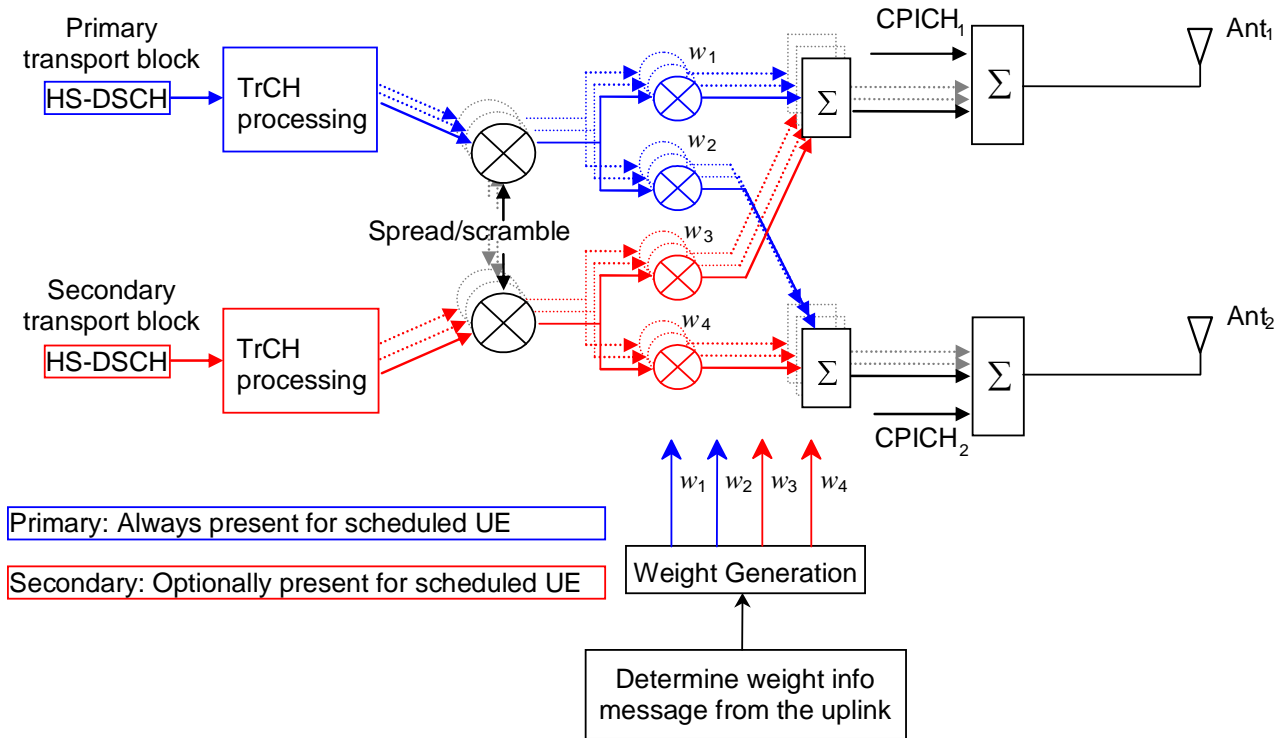 Primary
transport block
HS-DSCH
TrCH
processing
w1
w2
Σ
CPICH1
Σ
Ant1
Spread/scramble
Secondary
transport block
HS-DSCH
TrCH
processing
w3
w4
Σ
CPICH2
Σ
Ant2
w1 w2 w3 w4
Primary: Always present for scheduled UE
Secondary: Optionally present for scheduled UE
Weight Generation
Determine weight info
message from the uplink